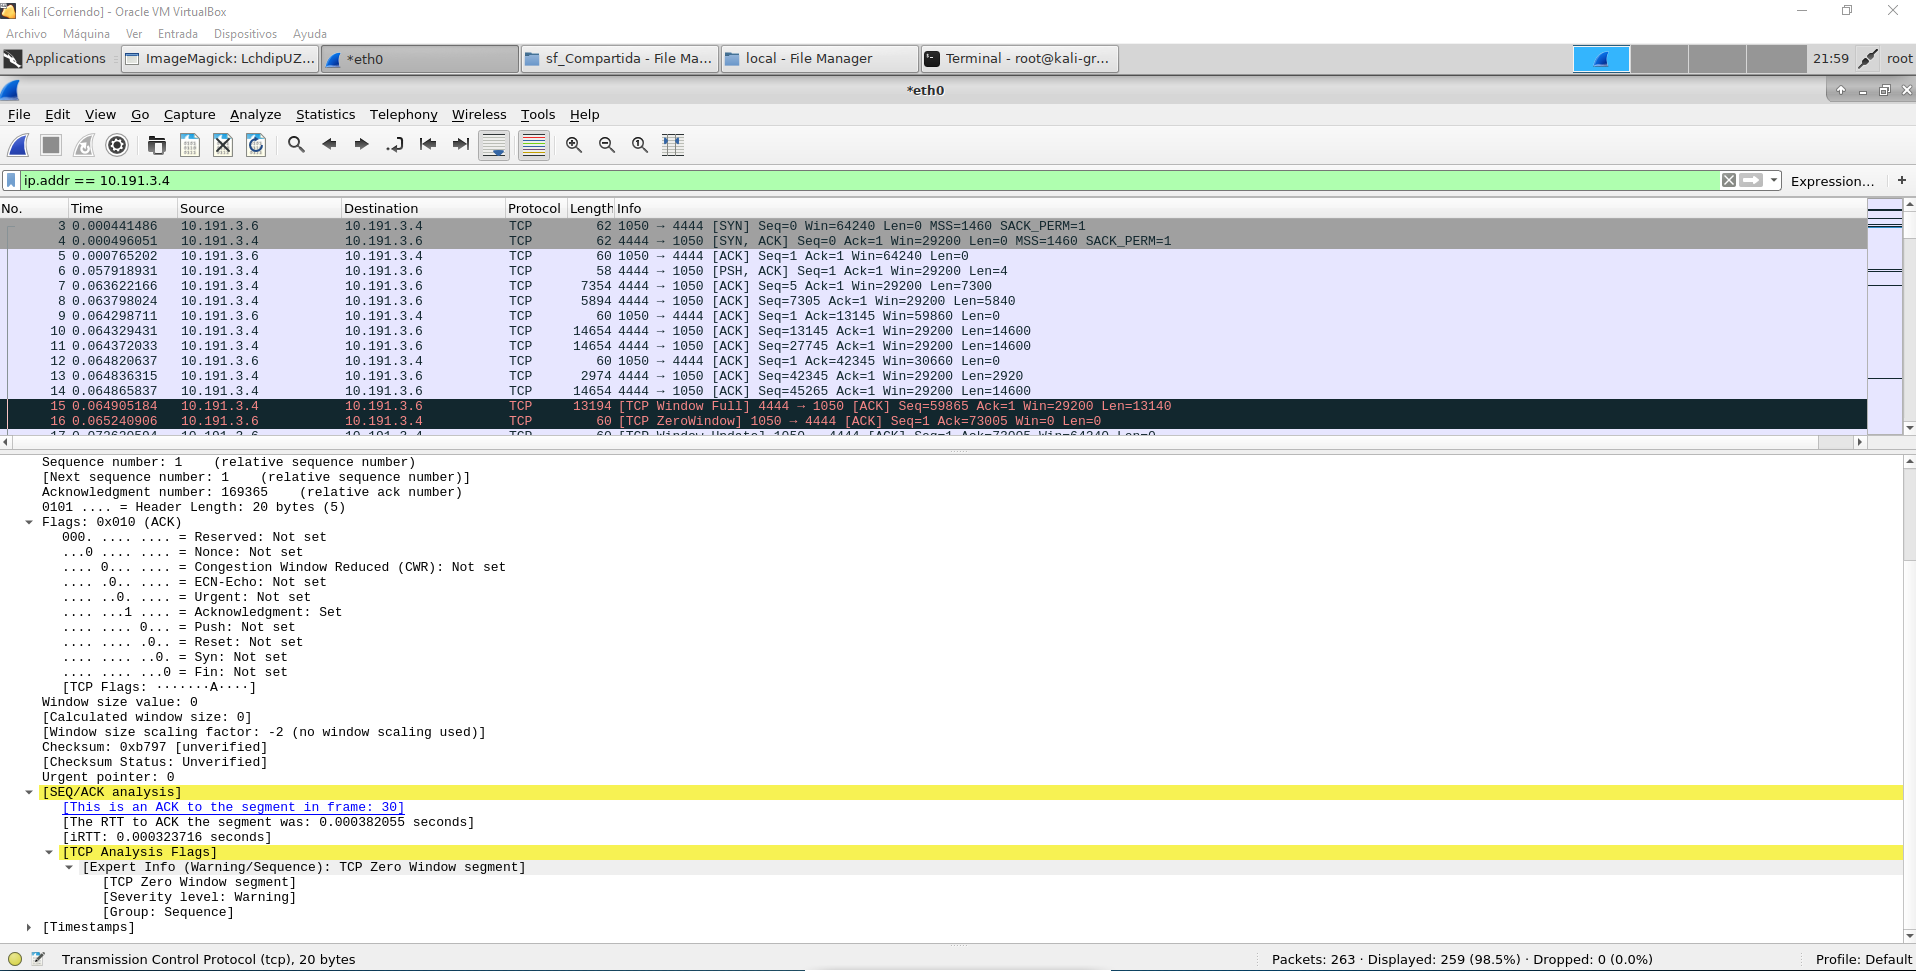 Kali [Corriendo] - Oracle VM VirtualBox
Archivo Máquina Ver Entrada Dispositivos Ayuda
Applications ImageMagick: LchdipUZ... *eth0 sf_Compartida - File Ma... local - File Manager Terminal - root@kali-gr... 21:59 root
*eth0
File Edit View Go Capture Analyze Statistics Telephony Wireless Tools Help
ip.addr == 10.191.3.4 Expression... +
No. Time Source Destination Protocol Length Info
3 0.000441486 10.191.3.6 10.191.3.4 TCP 62 1050 → 4444 [SYN] Seq=0 Win=64240 Len=0 MSS=1460 SACK_PERM=1
4 0.000496051 10.191.3.4 10.191.3.6 TCP 62 4444 → 1050 [SYN, ACK] Seq=0 Ack=1 Win=29200 Len=0 MSS=1460 SACK_PERM=1
5 0.000765202 10.191.3.6 10.191.3.4 TCP 60 1050 → 4444 [ACK] Seq=1 Ack=1 Win=64240 Len=0
6 0.057918931 10.191.3.4 10.191.3.6 TCP 58 4444 → 1050 [PSH, ACK] Seq=1 Ack=1 Win=29200 Len=4
7 0.063622166 10.191.3.4 10.191.3.6 TCP 7354 4444 → 1050 [ACK] Seq=5 Ack=1 Win=29200 Len=7300
8 0.063798024 10.191.3.4 10.191.3.6 TCP 5894 4444 → 1050 [ACK] Seq=7305 Ack=1 Win=29200 Len=5840
9 0.064298711 10.191.3.6 10.191.3.4 TCP 60 1050 → 4444 [ACK] Seq=1 Ack=13145 Win=59860 Len=0
10 0.064329431 10.191.3.4 10.191.3.6 TCP 14654 4444 → 1050 [ACK] Seq=13145 Ack=1 Win=29200 Len=14600
11 0.064372033 10.191.3.4 10.191.3.6 TCP 14654 4444 → 1050 [ACK] Seq=27745 Ack=1 Win=29200 Len=14600
12 0.064820637 10.191.3.6 10.191.3.4 TCP 60 1050 → 4444 [ACK] Seq=1 Ack=42345 Win=30660 Len=0
13 0.064836315 10.191.3.4 10.191.3.6 TCP 2974 4444 → 1050 [ACK] Seq=42345 Ack=1 Win=29200 Len=2920
14 0.064865837 10.191.3.4 10.191.3.6 TCP 14654 4444 → 1050 [ACK] Seq=45265 Ack=1 Win=29200 Len=14600
15 0.064905184 10.191.3.4 10.191.3.6 TCP 13194 [TCP Window Full] 4444 → 1050 [ACK] Seq=59865 Ack=1 Win=29200 Len=13140
16 0.065240906 10.191.3.6 10.191.3.4 TCP 60 [TCP ZeroWindow] 1050 → 4444 [ACK] Seq=1 Ack=73005 Win=0 Len=0
10.191.3.6 10.191.3.4 TCP 60 [TCP Window Update] 1050 → 4444 [ACK] Seq=1 Ack=73005 Win=64240 Len=0
Sequence number: 1    (relative sequence number)
[Next sequence number: 1    (relative sequence number)]
Acknowledgment number: 169365    (relative ack number)
0101 .... = Header Length: 20 bytes (5)
Flags: 0x010 (ACK)
000. .... .... = Reserved: Not set
...0 .... .... = Nonce: Not set
.... 0... .... = Congestion Window Reduced (CWR): Not set
.... .0.. .... = ECN-Echo: Not set
.... ..0. .... = Urgent: Not set
.... ...1 .... = Acknowledgment: Set
.... .... 0... = Push: Not set
.... .... .0.. = Reset: Not set
.... .... ..0. = Syn: Not set
.... .... ...0 = Fin: Not set
[TCP Flags: ·······A····]
Window size value: 0
[Calculated window size: 0]
[Window size scaling factor: -2 (no window scaling used)]
Checksum: 0xb797 [unverified]
[Checksum Status: Unverified]
Urgent pointer: 0
[SEQ/ACK analysis]
[This is an ACK to the segment in frame: 30]
[The RTT to ACK the segment was: 0.000382055 seconds]
[iRTT: 0.000323716 seconds]
[TCP Analysis Flags]
[Expert Info (Warning/Sequence): TCP Zero Window segment]
[TCP Zero Window segment]
[Severity level: Warning]
[Group: Sequence]
[Timestamps]
Transmission Control Protocol (tcp), 20 bytes Packets: 263 · Displayed: 259 (98.5%) · Dropped: 0 (0.0%) Profile: Default